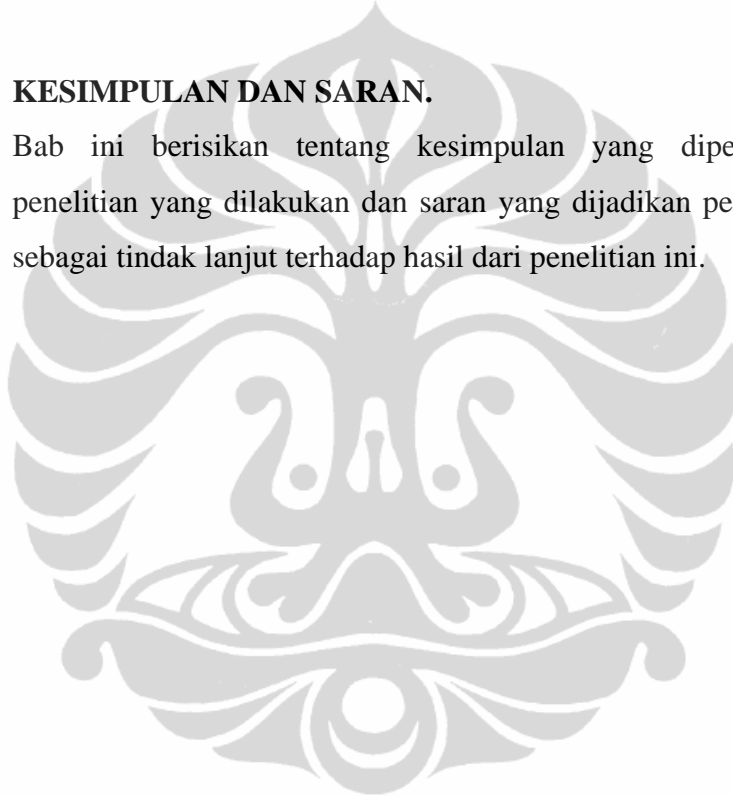 KESIMPULAN DAN SARAN.
Bab ini berisikan tentang kesimpulan yang
penelitian yang dilakukan dan saran yang dijadikan
sebagai tindak lanjut terhadap hasil dari penelitian ini.